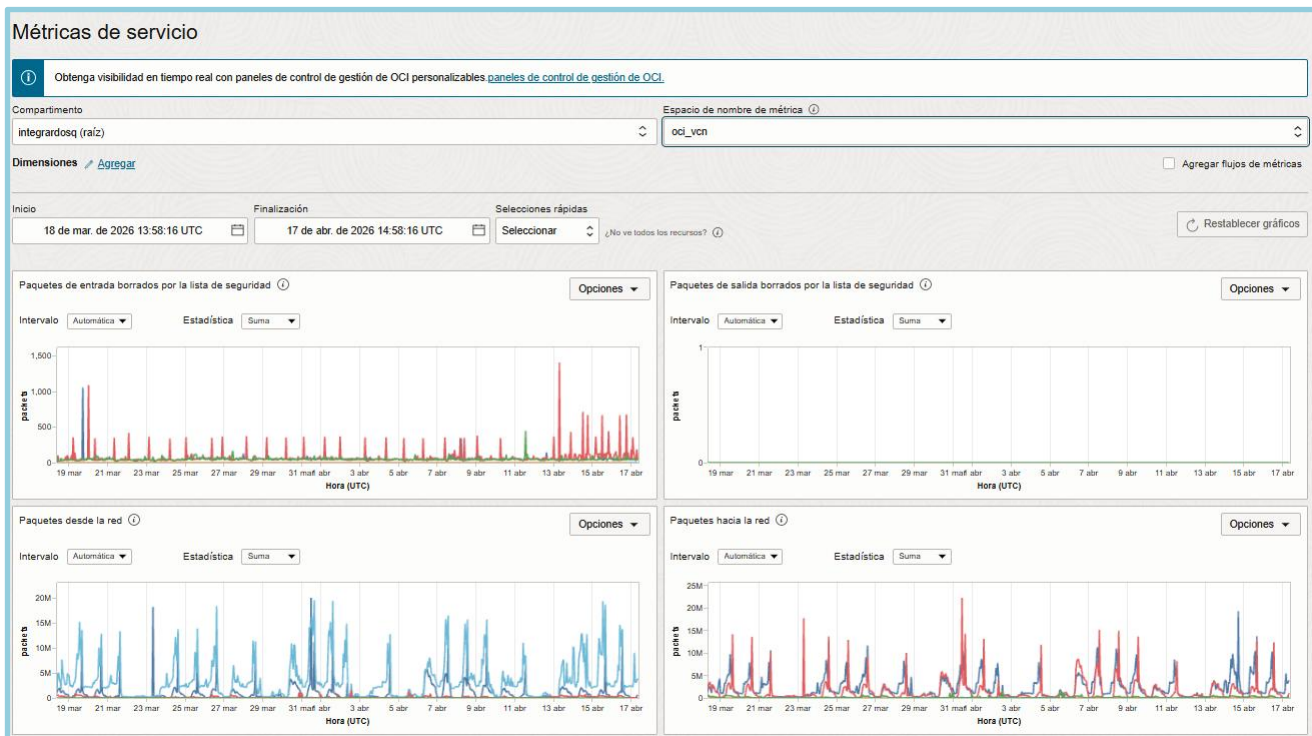 Métricas de servicio
Obtenga visibilidad en tiempo real con paneles de control de gestión de OCI personalizables.paneles de control de gestión de OCI.
Compartimento
Espacio de nombre de métrica
integrardosq (raíz)
oci_vcn
Dimensiones Agregar
Agregar flujos de métricas
Inicio
Finalización
Selecciones rápidas
18 de mar. de 2026 13:58:16 UTC
17 de abr. de 2026 14:58:16 UTC
Seleccionar
¿No ve todos los recursos?
Restablecer gráficos
Paquetes de entrada borrados por la lista de seguridad
Opciones
Intervalo Automática Estadística Suma
1,500
1,000
500
0
packets
19 mar 21 mar 23 mar 25 mar 27 mar 29 mar 31 mar 1 abr 3 abr 5 abr 7 abr 9 abr 11 abr 13 abr 15 abr 17 abr
Hora (UTC)
Paquetes de salida borrados por la lista de seguridad
Opciones
Intervalo Automática Estadística Suma
1
0
packets
19 mar 21 mar 23 mar 25 mar 27 mar 29 mar 31 mar 1 abr 3 abr 5 abr 7 abr 9 abr 11 abr 13 abr 15 abr 17 abr
Hora (UTC)
Paquetes desde la red
Opciones
Intervalo Automática Estadística Suma
20M
15M
10M
5M
0
packets
19 mar 21 mar 23 mar 25 mar 27 mar 29 mar 31 mar 1 abr 3 abr 5 abr 7 abr 9 abr 11 abr 13 abr 15 abr 17 abr
Hora (UTC)
Paquetes hacia la red
Opciones
Intervalo Automática Estadística Suma
25M
20M
15M
10M
5M
0
packets
19 mar 21 mar 23 mar 25 mar 27 mar 29 mar 31 mar 1 abr 3 abr 5 abr 7 abr 9 abr 11 abr 13 abr 15 abr 17 abr
Hora (UTC)